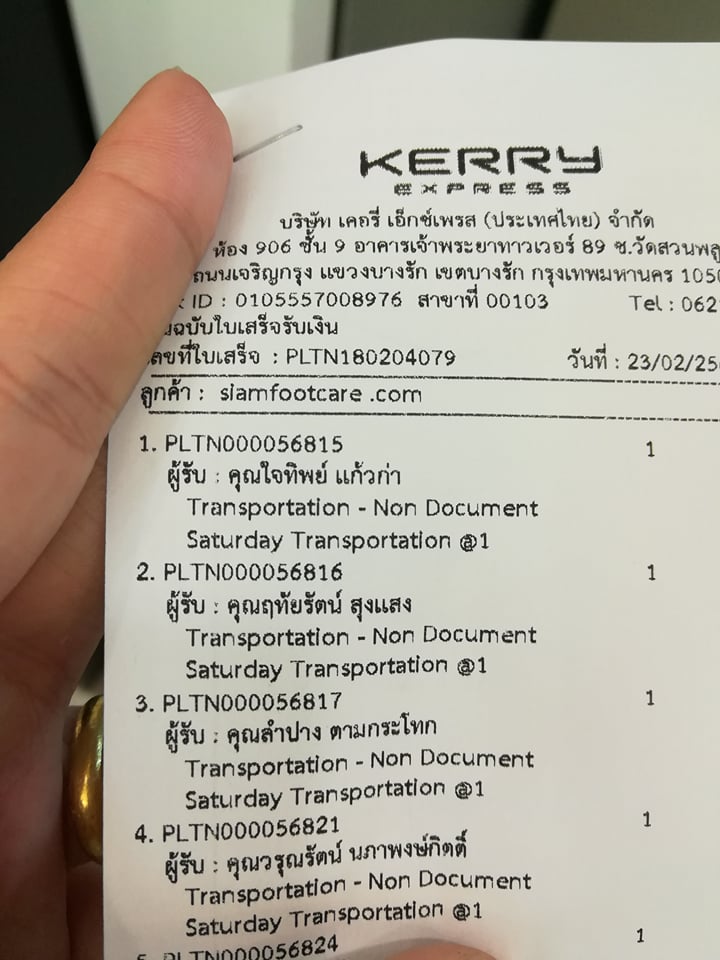 KERRY
EXPRESS
บริษัท เคอรี่ เอ็กซ์เพรส (ประเทศไทย) จำกัด
ห้อง 906 ชั้น 9 อาคารเจ้าพระยาทาวเวอร์ 89 ซ.วัดสวนพลู
ถนนเจริญกรุง แขวงบางรัก เขตบางรัก กรุงเทพมหานคร 1050
ID : 0105557008976 สาขาที่ 00103 Tel : 062
ฉบับใบเสร็จรับเงิน
เลขที่ใบเสร็จ : PLTN180204079 วันที่ : 23/02/25
ลูกค้า : siamfootcare .com
1. PLTN000056815 1
ผู้รับ : คุณใจทิพย์ แก้วก่า
Transportation - Non Document
Saturday Transportation @1
2. PLTN000056816 1
ผู้รับ : คุณฤทัยรัตน์ สุงแสง
Transportation - Non Document
Saturday Transportation @1
3. PLTN000056817 1
ผู้รับ : คุณลำปาง ตามกระโทก
Transportation - Non Document
Saturday Transportation @1
4. PLTN000056821 1
ผู้รับ : คุณวรุณรัตน์ นภาพงษ์กิตติ์
Transportation - Non Document
Saturday Transportation @1
5. PLTN000056824 1